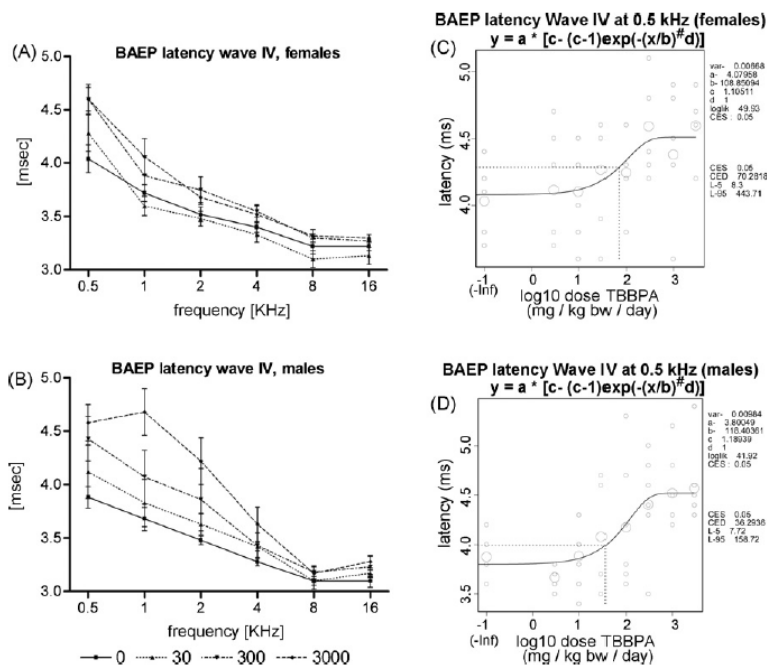 (A)
BAEP latency wave IV, females
[msec]
5.0
4.5
4.0
3.5
3.0
0.5 1 2 4 8 16
frequency [KHz]
(B)
BAEP latency wave IV, males
[msec]
5.0
4.5
4.0
3.5
3.0
0.5 1 2 4 8 16
frequency [KHz]
0 30 300 3000
BAEP latency Wave IV at 0.5 kHz (females)
(C) y = a * [c- (c-1)exp(-(x/b)^#d)]
latency (ms)
5.0
4.5
4.0
-1 0 1 2 3
(-Inf) log10 dose TBBPA
(mg / kg bw / day)
var- 0.00668
a- 4.07958
b- 108.85094
c 1.10511
d 1
loglik 49.93
CES : 0.05
CES 0.05
CED 70.2818
L-5 8.3
L-95 443.71
BAEP latency Wave IV at 0.5 kHz (males)
(D) y = a * [c- (c-1)exp(-(x/b)^#d)]
latency (ms)
5.0
4.5
4.0
3.5
-1 0 1 2 3
(-Inf) log10 dose TBBPA
(mg / kg bw / day)
var- 0.00984
a- 3.80049
b- 118.40361
c 1.18939
d 1
loglik 41.92
CES : 0.05
CES 0.05
CED 36.2938
L-5 7.72
L-95 158.72